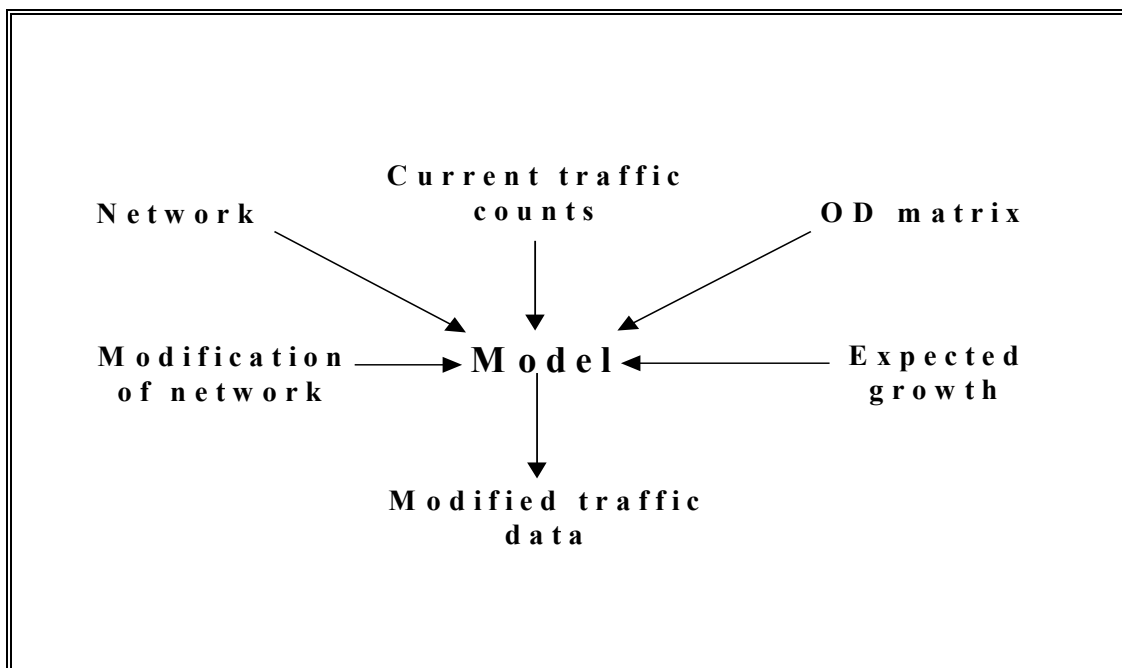 Current traffic
counts
Network
OD matrix
Modification
of network
Model
Expected
growth
Modified traffic
data